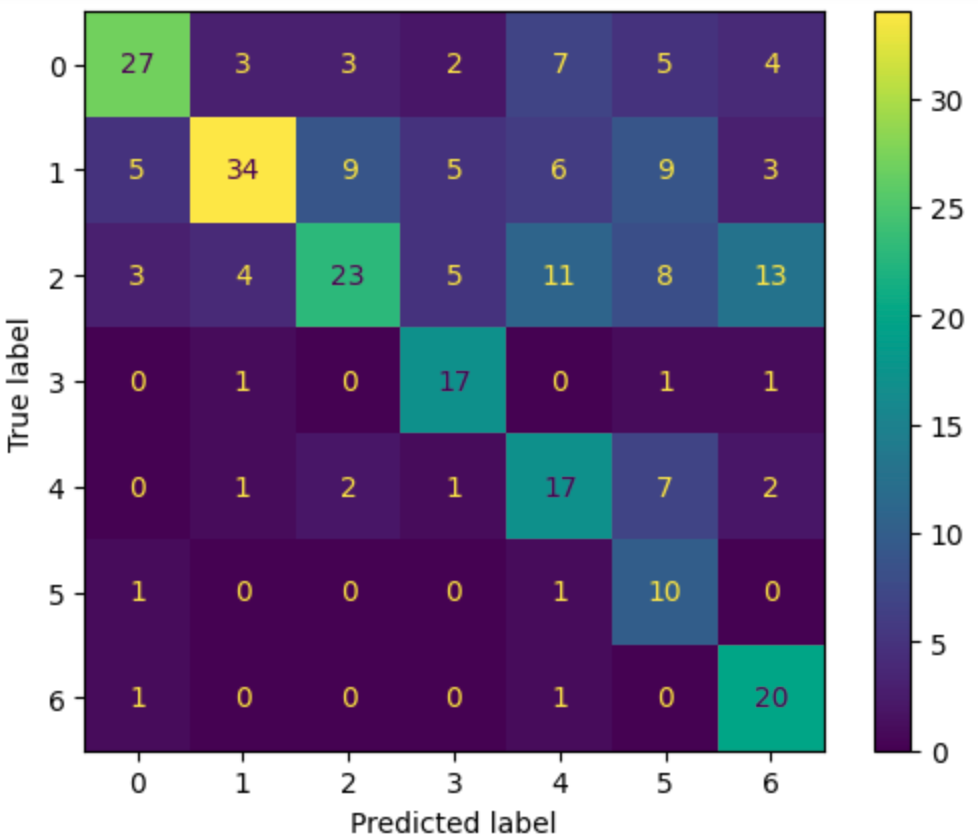 0 27 3 3 2 7 5 4
1 5 34 9 5 6 9 3
2 3 4 23 5 11 8 13
3 0 1 0 17 0 1 1
4 0 1 2 1 17 7 2
5 1 0 0 0 1 10 0
6 1 0 0 0 1 0 20
0 1 2 3 4 5 6
Predicted label
True label
30
25
20
15
10
5
0